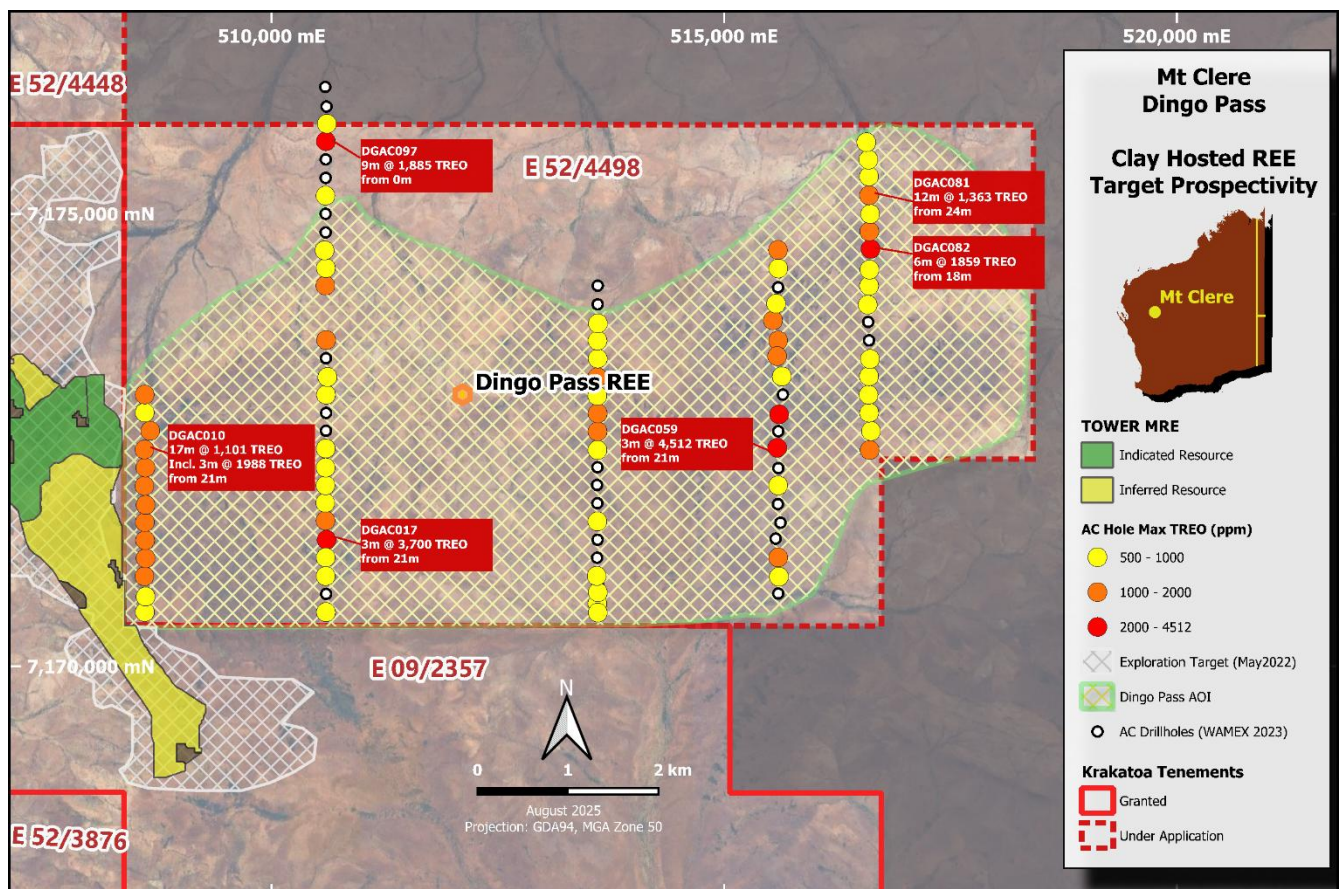 510,000 mE
515,000 mE
520,000 mE
E 52/4448
DGAC097
9m @ 1,885 TREO
from 0m
E 52/4498
7,175,000 mN
DGAC081
12m @ 1,363 TREO
from 24m
DGAC082
6m @ 1859 TREO
from 18m
Dingo Pass REE
DGAC010
17m @ 1,101 TREO
Incl. 3m @ 1988 TREO
from 21m
DGAC059
3m @ 4,512 TREO
from 21m
DGAC017
3m @ 3,700 TREO
from 21m
7,170,000 mN
E 09/2357
N
0 1 2 km
August 2025
Projection: GDA94, MGA Zone 50
E 52/3876
Mt Clere
Dingo Pass
Clay Hosted REE
Target Prospectivity
Mt Clere
TOWER MRE
Indicated Resource
Inferred Resource
AC Hole Max TREO (ppm)
500 - 1000
1000 - 2000
2000 - 4512
Exploration Target (May2022)
Dingo Pass AOI
AC Drillholes (WAMEX 2023)
Krakatoa Tenements
Granted
Under Application